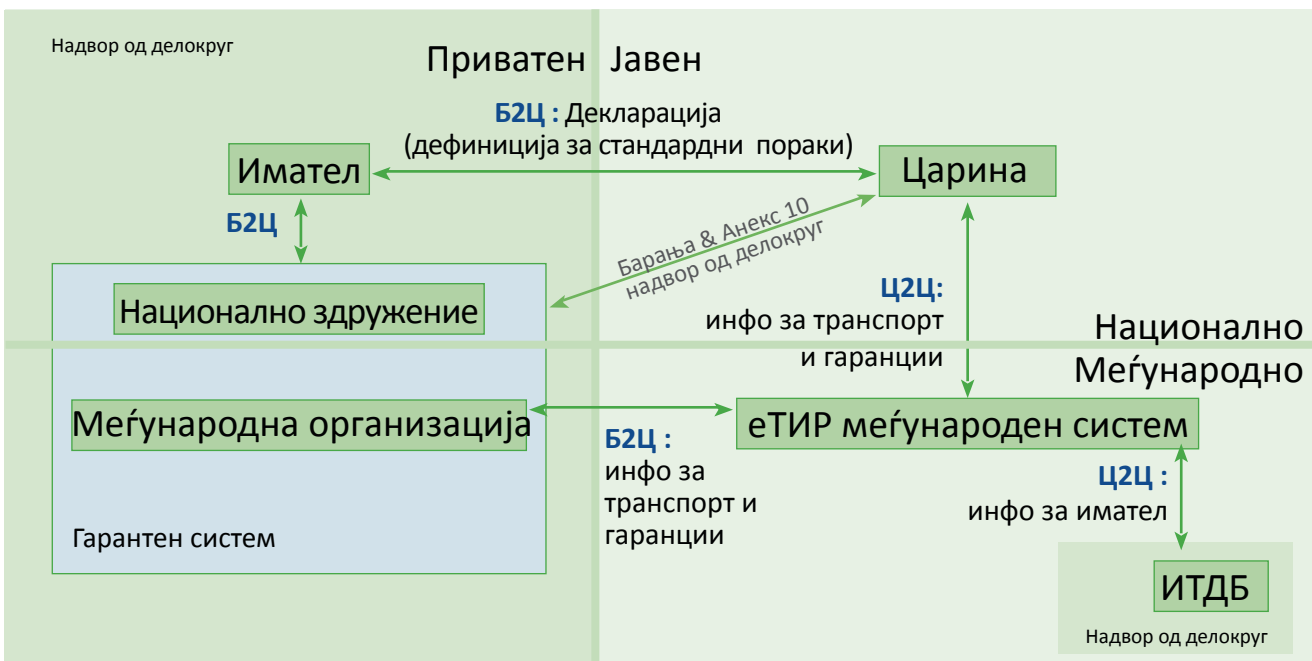 Надвор од делокруг
Приватен Јавен
Б2Ц : Декларација
(дефиниција за стандардни пораки)
Имател
Царина
Б2Ц
Барања & Анекс 10
надвор од делокруг
Национално здружение
Ц2Ц:
инфо за транспорт
и гаранции
Национално
Меѓународно
Меѓународна организација
еТИР меѓународен систем
Б2Ц :
инфо за
транспорт и
гаранции
Ц2Ц :
инфо за имател
Гарантен систем
ИТДБ
Надвор од делокруг